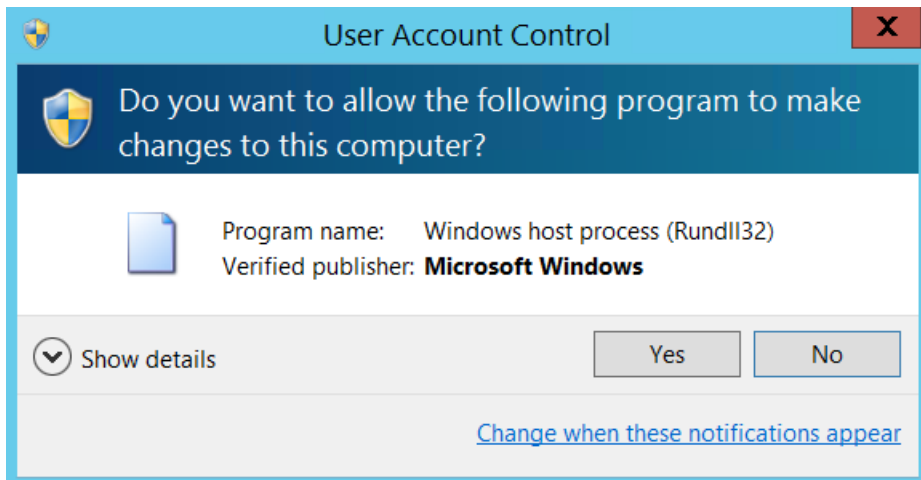 User Account Control
X
Do you want to allow the following program to make
changes to this computer?
Program name: Windows host process (Rundll32)
Verified publisher: Microsoft Windows
Show details
Yes
No
Change when these notifications appear